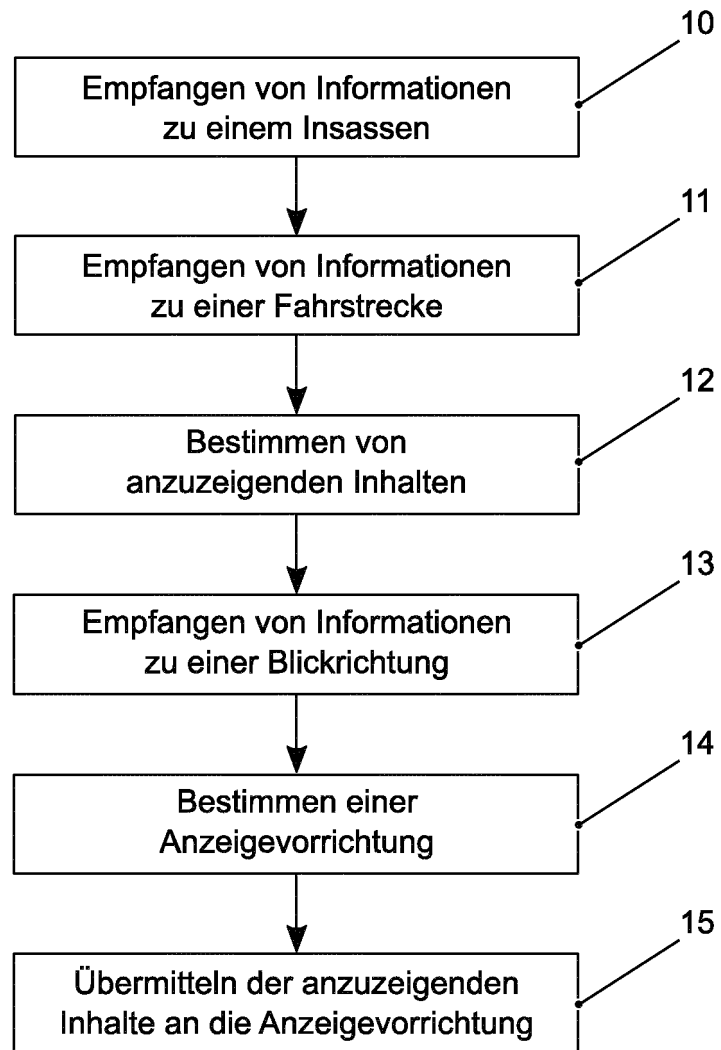 10
Empfangen von Informationen
zu einem Insassen
11
Empfangen von Informationen
zu einer Fahrstrecke
12
Bestimmen von
anzuzeigenden Inhalten
13
Empfangen von Informationen
zu einer Blickrichtung
14
Bestimmen einer
Anzeigevorrichtung
15
Übermitteln der anzuzeigenden
Inhalte an die Anzeigevorrichtung